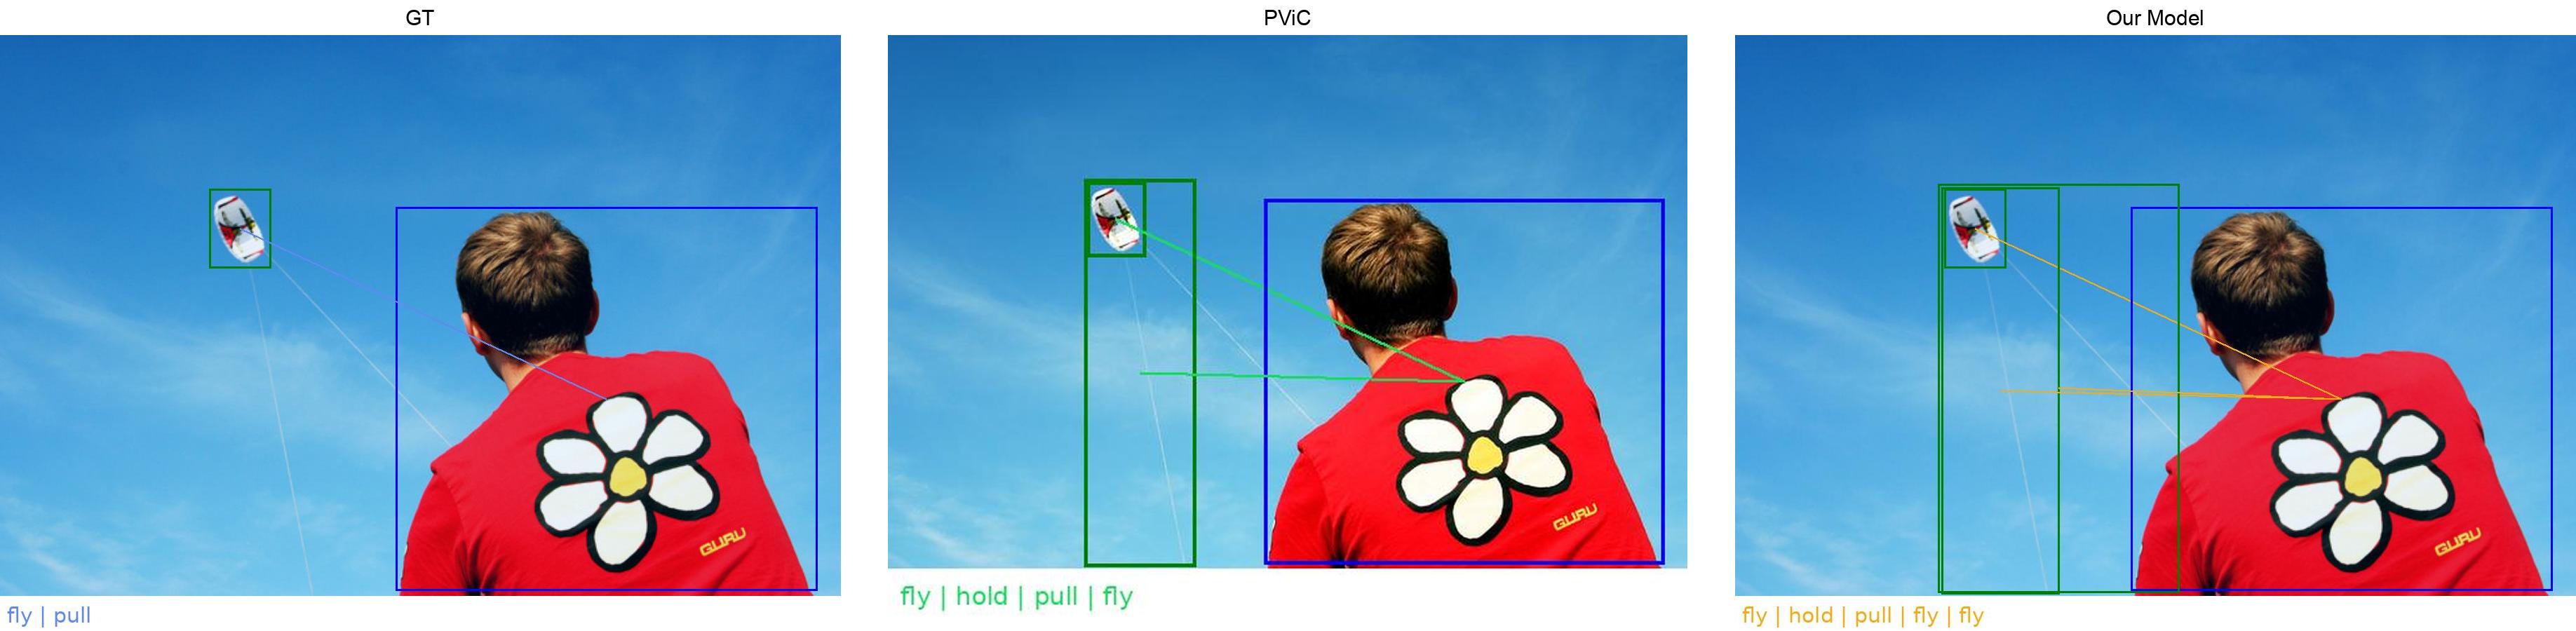 GT
PViC
Our Model
GURU
GURU
GURU
fly | pull
fly | hold | pull | fly
fly | hold | pull | fly | fly